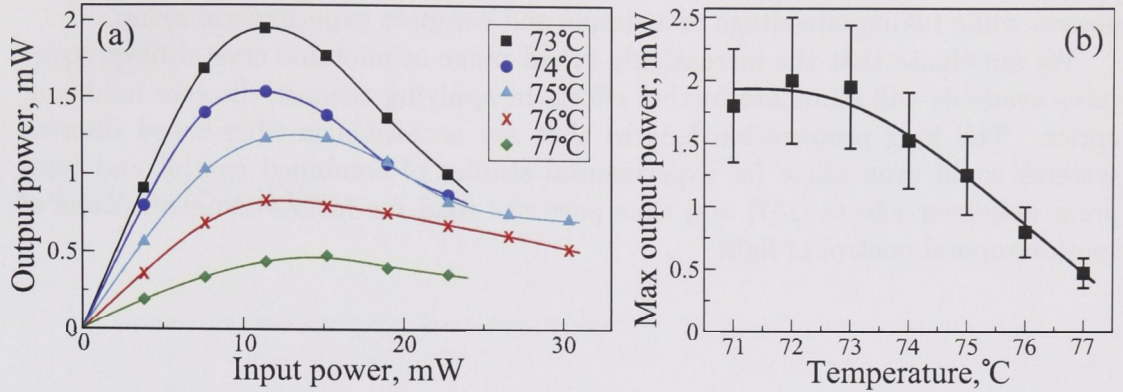 (a)
Output power, mW
2
1.5
1
0.5
0
0
10
20
30
Input power, mW
73°C
74°C
75°C
76°C
77°C
(b)
Max output power, mW
2.5
2
1.5
1
0.5
0
71
72
73
74
75
76
77
Temperature, °C